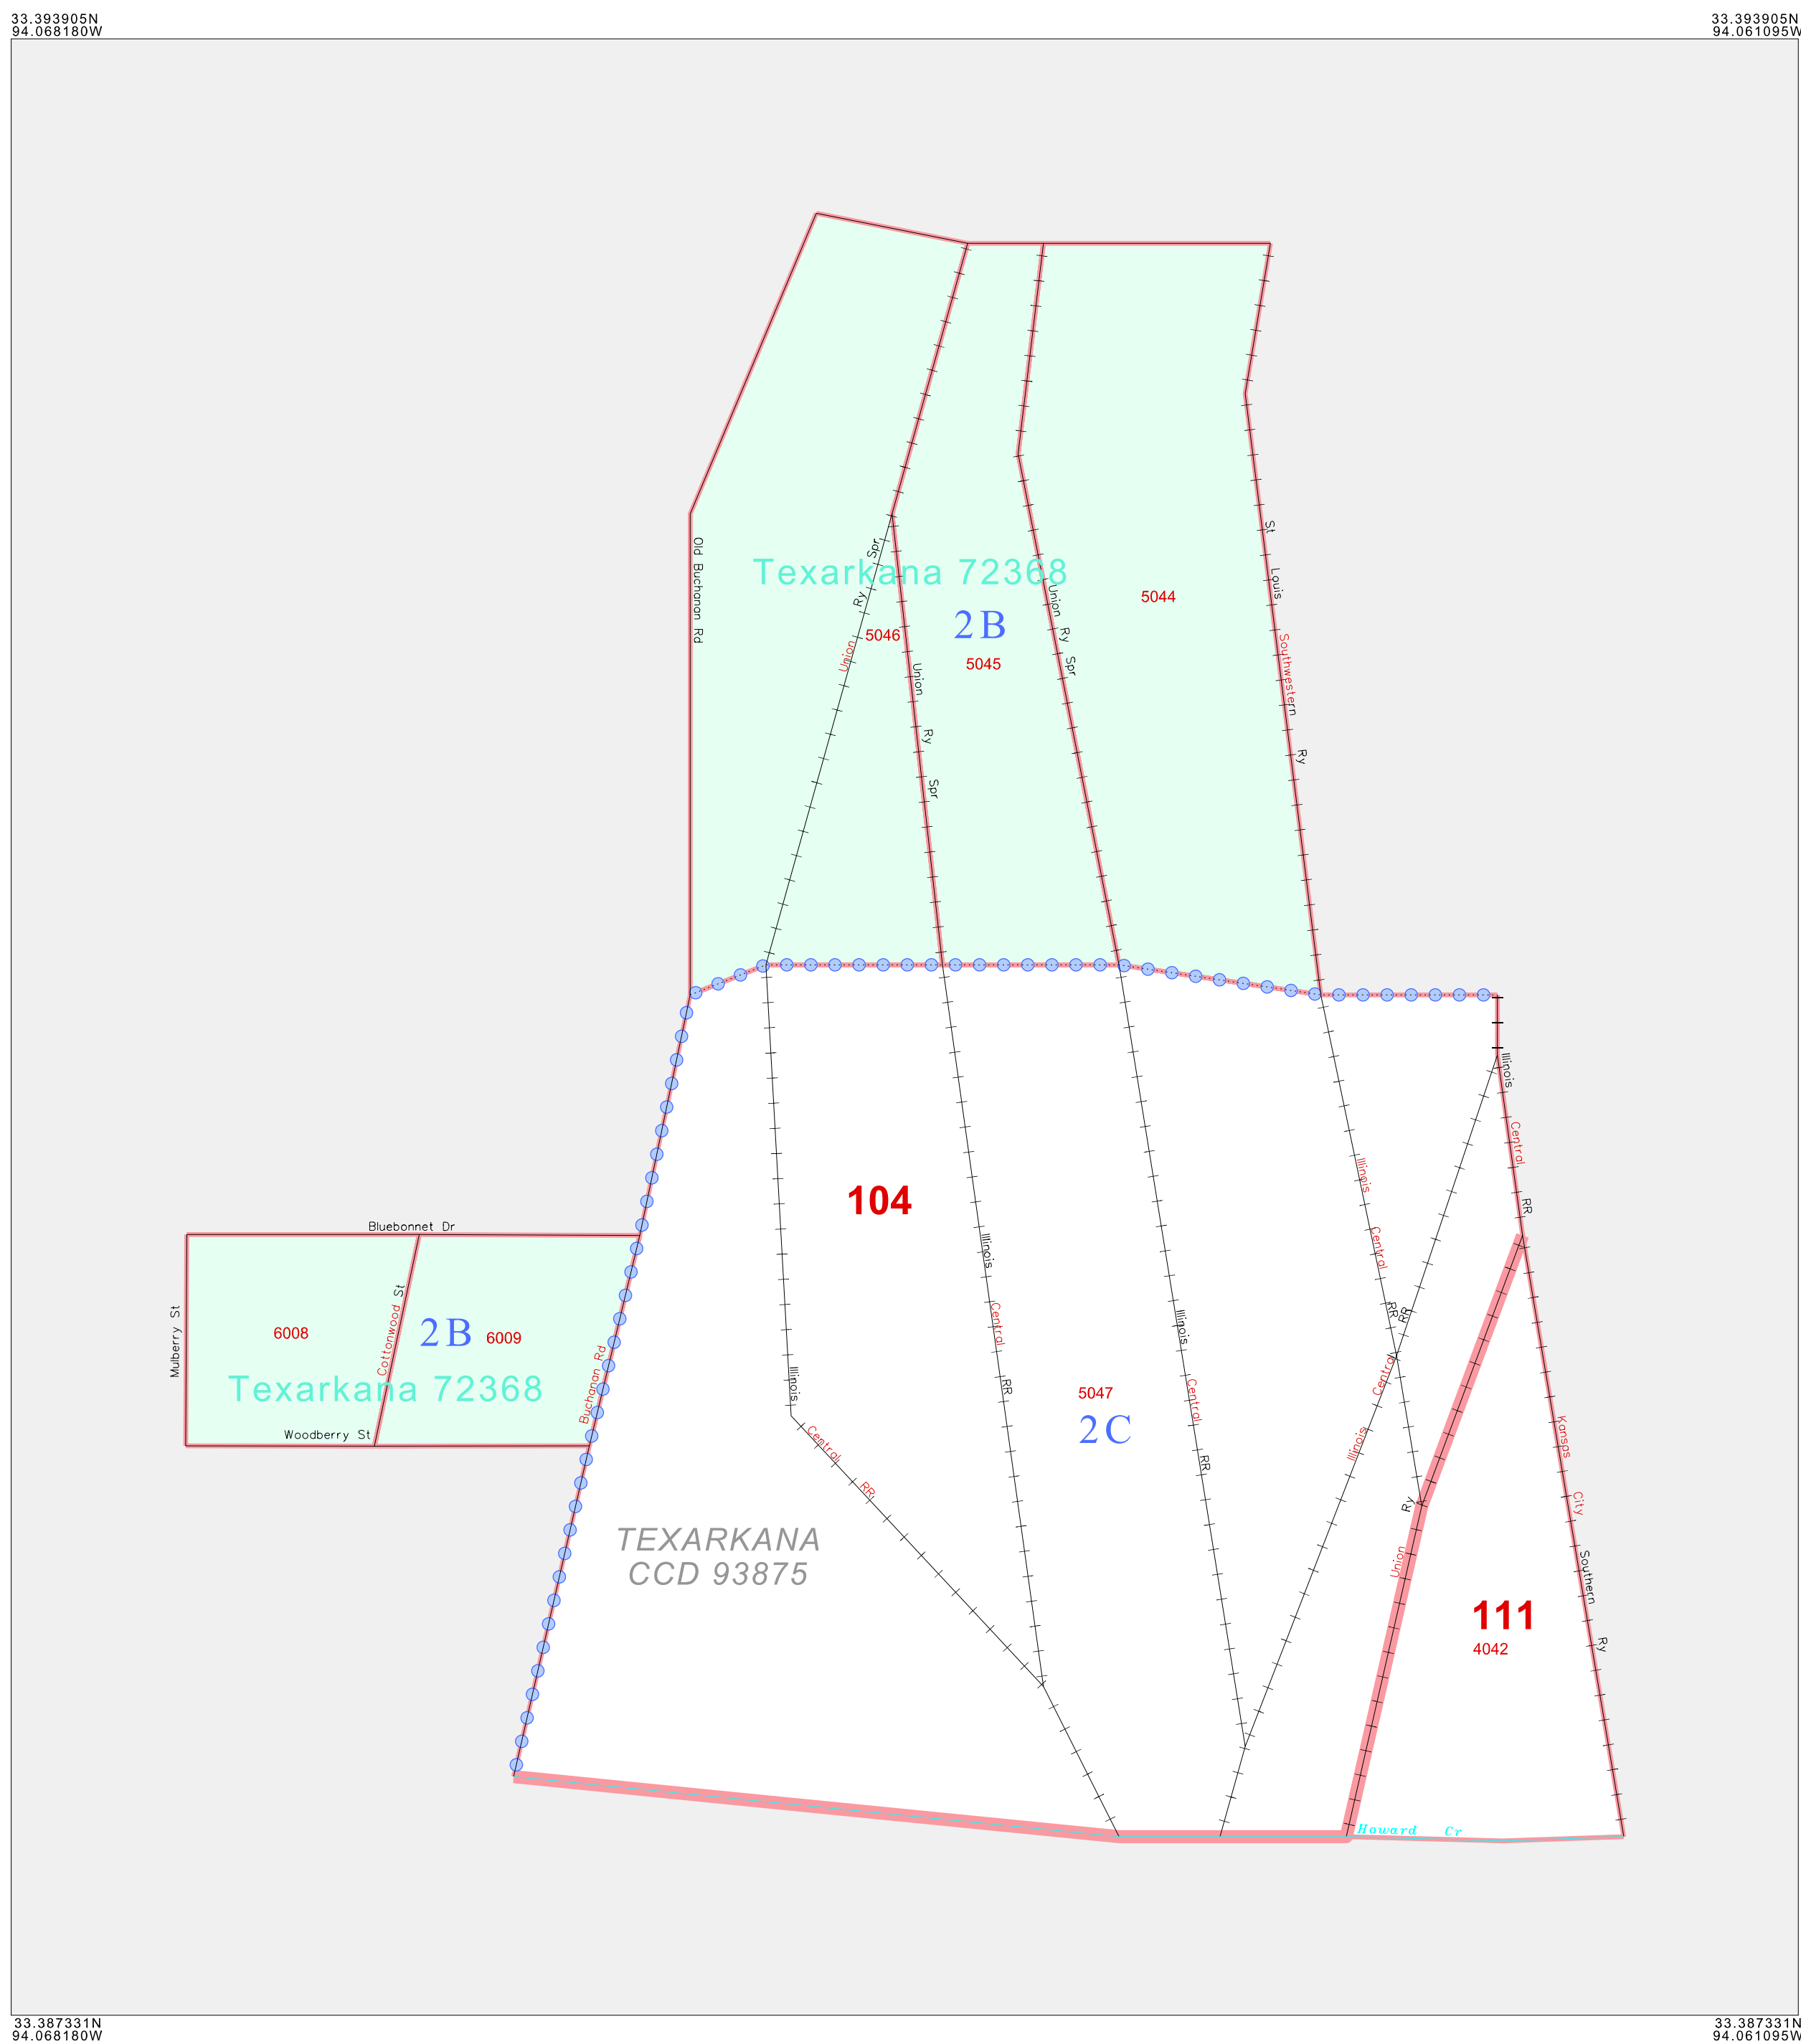 33.393905N
94.068180W
33.393905N
94.061095W
Old Buchanan Rd
Union Ry Spr
Texarkana 72368
2B
5046
5045
5044
Union Ry Spr
Union Ry Spr
St Louis Southwestern Ry
Illinois Central RR
104
Bluebonnet Dr
Mulberry St
Cottonwood St
6008
2B
6009
Texarkana 72368
Woodberry St
Buchanan Rd
Illinois Central RR
Illinois Central RR
Illinois Central RR
Illinois Central RR
Illinois Central RR
5047
2C
TEXARKANA
CCD 93875
Union Ry
Kansas City Southern Ry
111
4042
Howard Cr
33.387331N
94.068180W
33.387331N
94.061095W